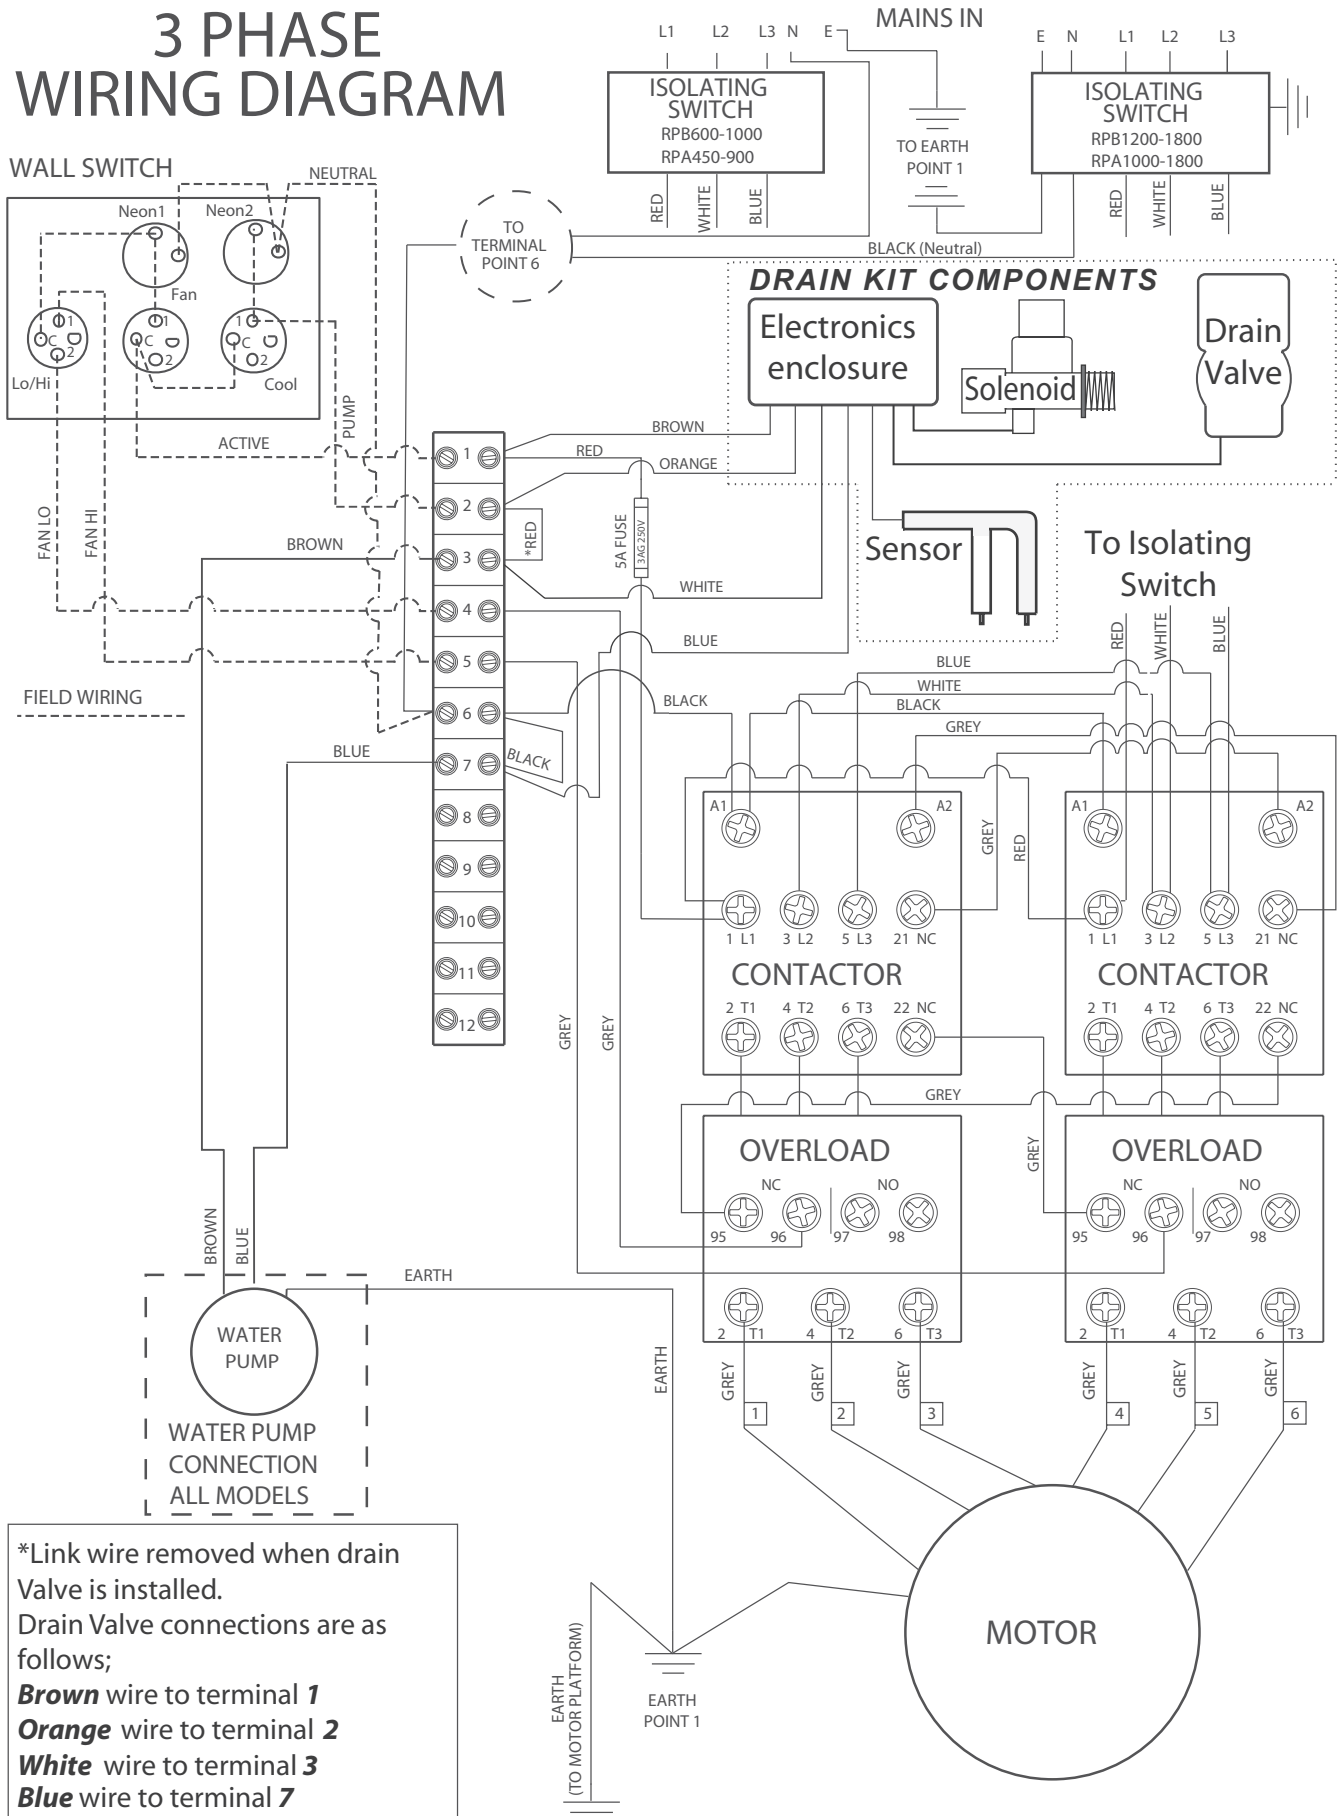 3 PHASE
WIRING DIAGRAM
MAINS IN
L1 L2 L3 N E
ISOLATING
SWITCH
RPB600-1000
RPA450-900
RED
WHITE
BLUE
TO EARTH
POINT 1
E N L1 L2 L3
ISOLATING
SWITCH
RPB1200-1800
RPA1000-1800
RED
WHITE
BLUE
BLACK (Neutral)
TO
TERMINAL
POINT 6
WALL SWITCH
NEUTRAL
Neon1
Neon2
Fan
1
C
2
Lo/Hi
1
C
2
1
C
2
Cool
ACTIVE
PUMP
FAN LO
FAN HI
FIELD WIRING
DRAIN KIT COMPONENTS
Electronics
enclosure
Solenoid
Drain
Valve
Sensor
BROWN
RED
ORANGE
*RED
5A FUSE
3AG 250V
WHITE
BLUE
BLACK
BROWN
BLUE
BLACK
1
2
3
4
5
6
7
8
9
10
11
12
GREY
GREY
To Isolating
Switch
RED
WHITE
BLUE
BLUE
WHITE
BLACK
GREY
GREY
RED
A1 A2
1 L1 3 L2 5 L3 21 NC
CONTACTOR
2 T1 4 T2 6 T3 22 NC
A1 A2
1 L1 3 L2 5 L3 21 NC
CONTACTOR
2 T1 4 T2 6 T3 22 NC
GREY
GREY
OVERLOAD
NC NO
95 96 97 98
2 T1 4 T2 6 T3
OVERLOAD
NC NO
95 96 97 98
2 T1 4 T2 6 T3
GREY
GREY
GREY
GREY
GREY
GREY
1
2
3
4
5
6
MOTOR
BROWN
BLUE
EARTH
WATER
PUMP
WATER PUMP
CONNECTION
ALL MODELS
EARTH
EARTH
(TO MOTOR PLATFORM)
EARTH
POINT 1
*Link wire removed when drain
Valve is installed.
Drain Valve connections are as
follows;
Brown wire to terminal 1
Orange wire to terminal 2
White wire to terminal 3
Blue wire to terminal 7